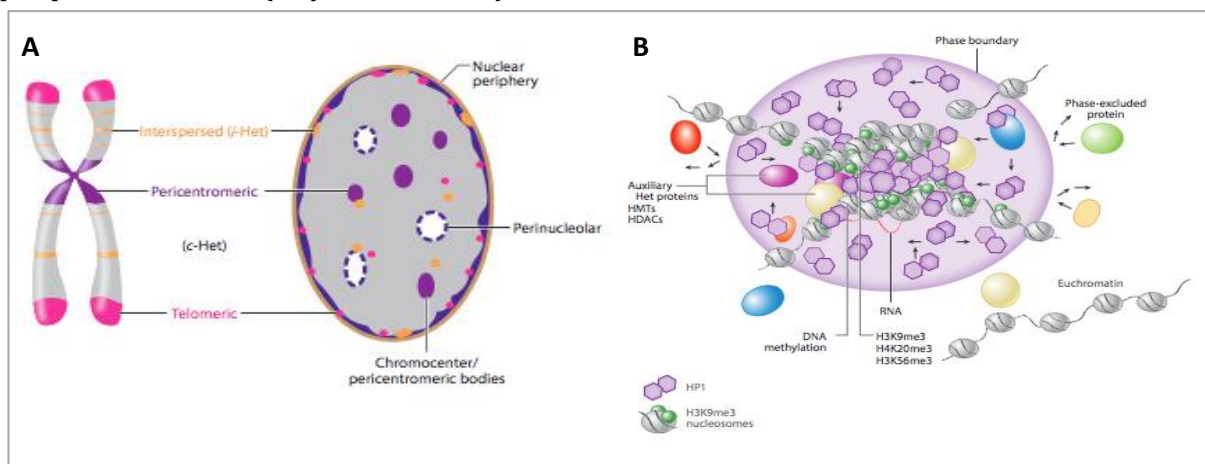 A
Nuclear
periphery
Interspersed (i-Het)
Pericentromeric
(c-Het)
Perinucleolar
Telomeric
Chromocenter/
pericentromeric bodies
B
Phase boundary
Phase-excluded
protein
Auxiliary
Het proteins
HMTs
HDACs
RNA
Euchromatin
DNA
methylation
H3K9me3
H4K20me3
H3K56me3
HP1
H3K9me3
nucleosomes